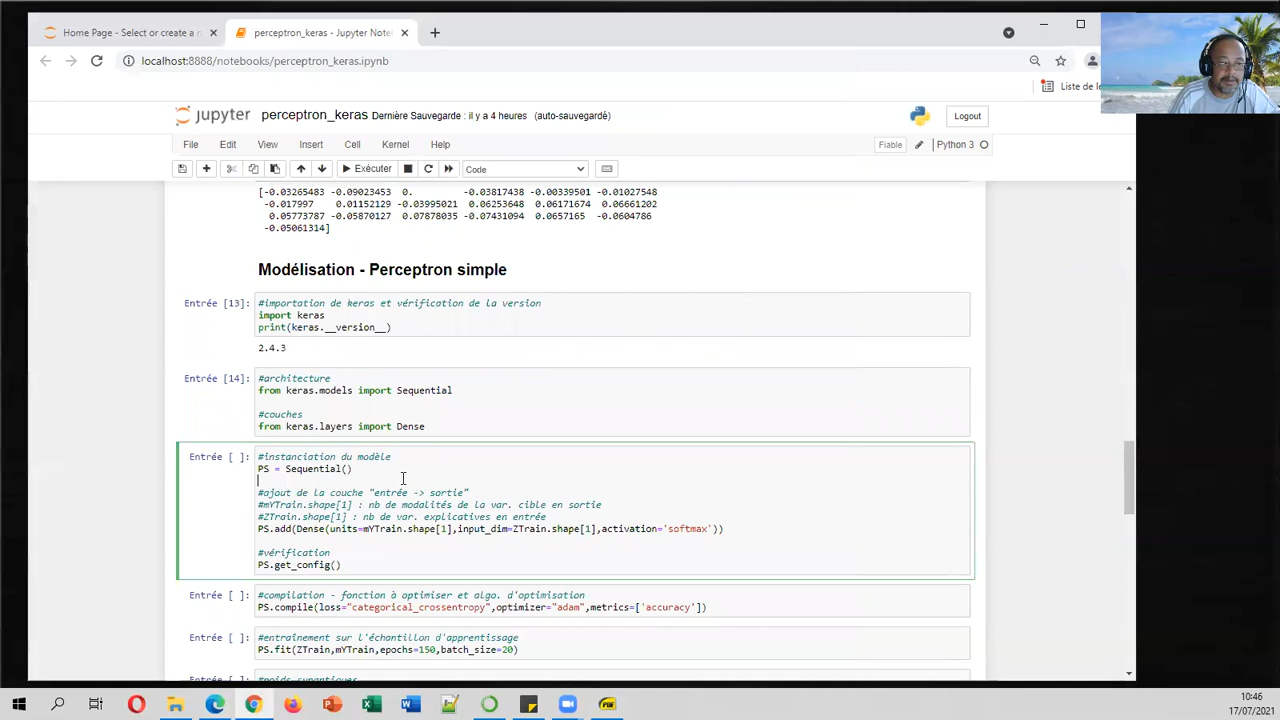 Home Page - Select or create a n
perceptron_keras - Jupyter Note
localhost:8888/notebooks/perceptron_keras.ipynb
Liste de le
jupyter perceptron_keras Dernière Sauvegarde : il y a 4 heures (auto-sauvegardé)
Logout
File Edit View Insert Cell Kernel Help
Fiable Python 3
Exécuter Code
[-0.03265483 -0.09023453 0. -0.03817438 -0.00339501 -0.01027548
-0.017997 0.01152129 -0.03995021 0.06253648 0.06171674 0.06661202
0.05773787 -0.05870127 0.07878035 -0.07431094 0.0657165 -0.0604786
-0.05061314]
Modélisation - Perceptron simple
Entrée [13]: #importation de keras et vérification de la version
import keras
print(keras.__version__)
2.4.3
Entrée [14]: #architecture
from keras.models import Sequential
#couches
from keras.layers import Dense
Entrée [ ]: #instanciation du modèle
PS = Sequential()
#ajout de la couche "entrée -> sortie"
#mYTrain.shape[1] : nb de modalités de la var. cible en sortie
#ZTrain.shape[1] : nb de var. explicatives en entrée
PS.add(Dense(units=mYTrain.shape[1],input_dim=ZTrain.shape[1],activation='softmax'))
#vérification
PS.get_config()
Entrée [ ]: #compilation - fonction à optimiser et algo. d'optimisation
PS.compile(loss="categorical_crossentropy",optimizer="adam",metrics=['accuracy'])
Entrée [ ]: #entraînement sur l'échantillon d'apprentissage
PS.fit(ZTrain,mYTrain,epochs=150,batch_size=20)
10:46
17/07/2021